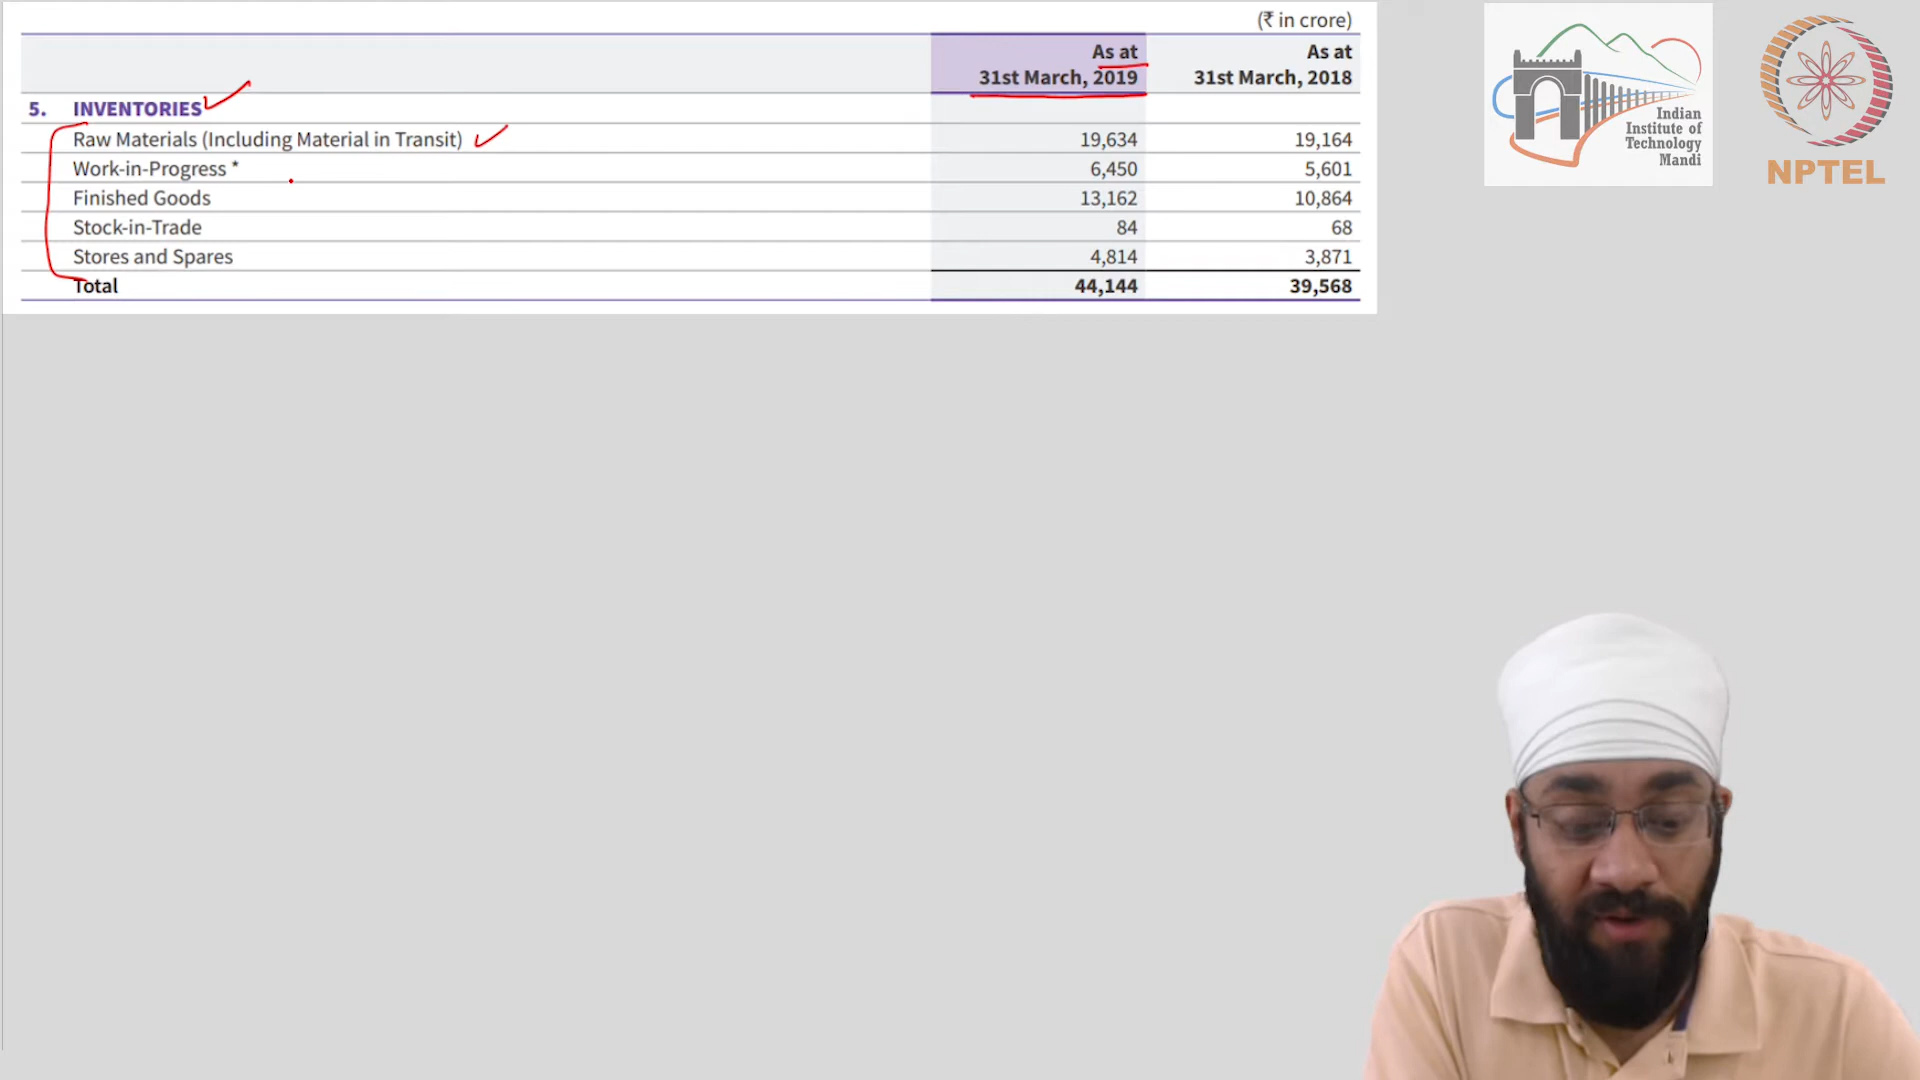 (₹ in crore)
As at As at
31st March, 2019 31st March, 2018
5. INVENTORIES
Raw Materials (Including Material in Transit) 19,634 19,164
Work-in-Progress * 6,450 5,601
Finished Goods 13,162 10,864
Stock-in-Trade 84 68
Stores and Spares 4,814 3,871
Total 44,144 39,568
Indian
Institute of
Technology
Mandi
NPTEL